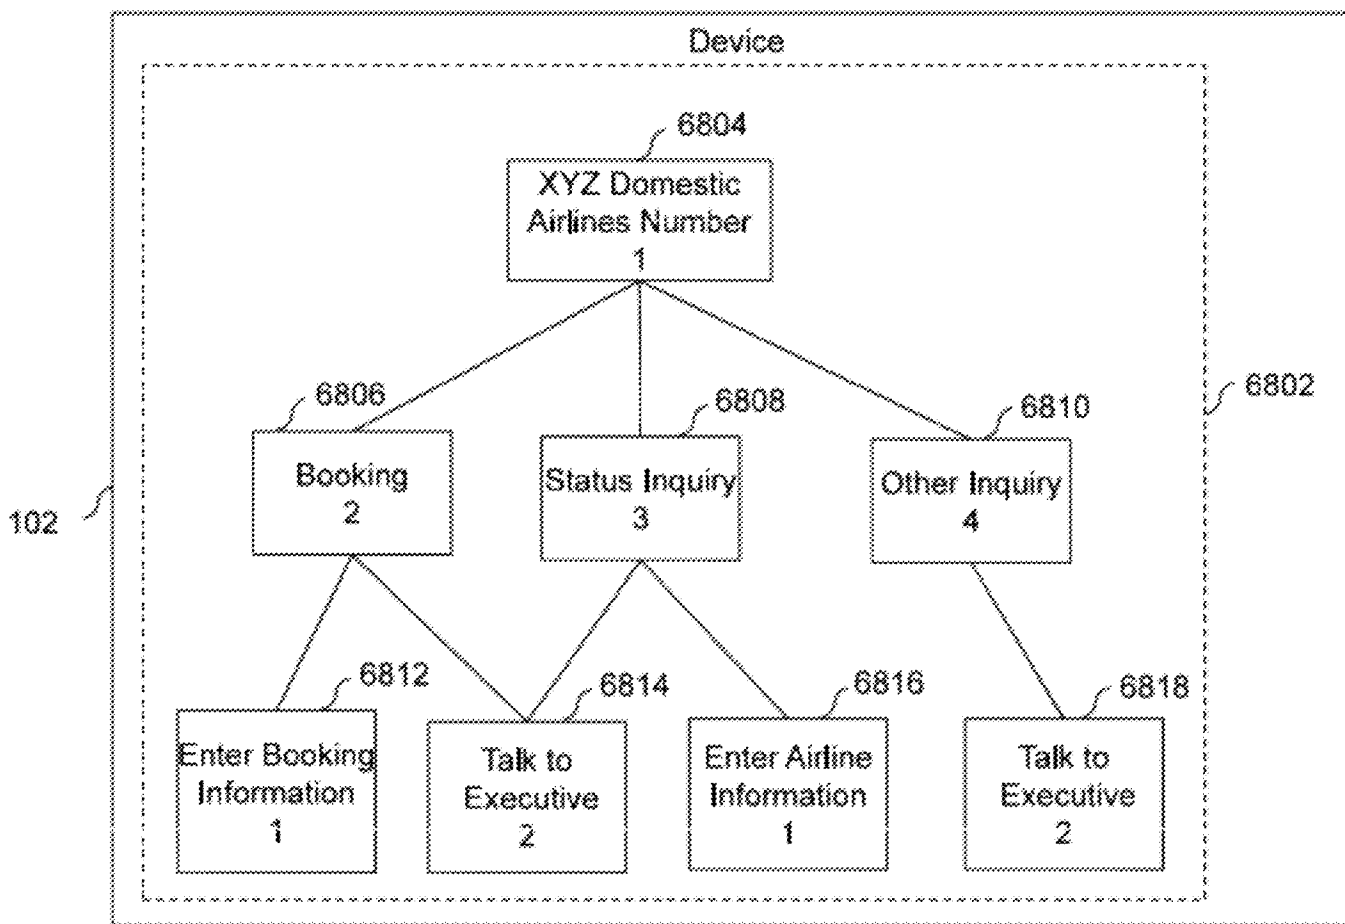 Device
6804
XYZ Domestic
Airlines Number
1
6806
6808
6810
6802
Booking
2
Status Inquiry
3
Other Inquiry
4
102
6812
6814
6816
6818
Enter Booking
Information
1
Talk to
Executive
2
Enter Airline
Information
1
Talk to
Executive
2